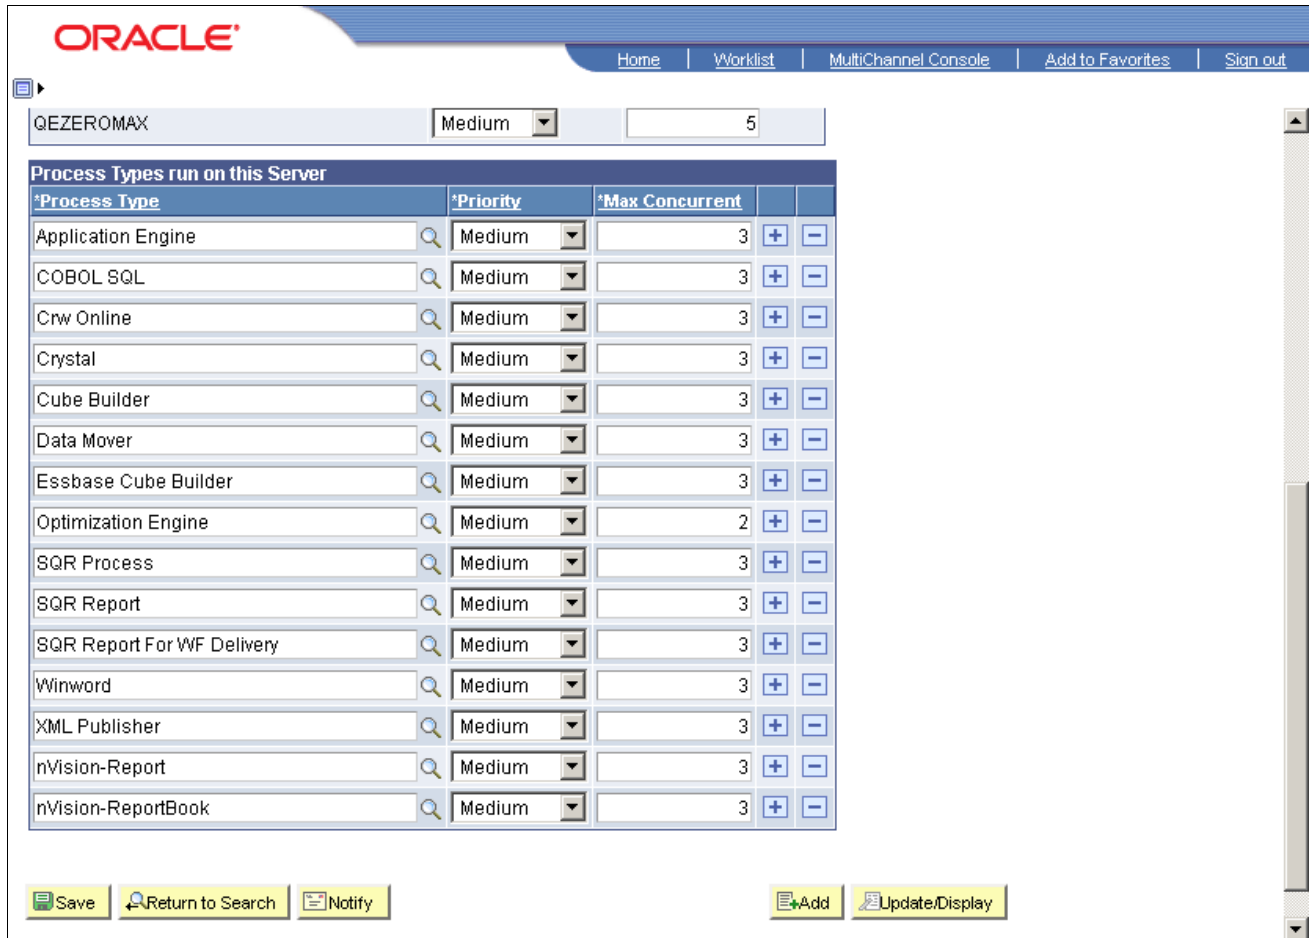 ORACLE
Home Worklist MultiChannel Console Add to Favorites Sign out
QEZEROMAX Medium 5
Process Types run on this Server
*Process Type *Priority *Max Concurrent
Application Engine Medium 3
COBOL SQL Medium 3
Crw Online Medium 3
Crystal Medium 3
Cube Builder Medium 3
Data Mover Medium 3
Essbase Cube Builder Medium 3
Optimization Engine Medium 2
SQR Process Medium 3
SQR Report Medium 3
SQR Report For WF Delivery Medium 3
Winword Medium 3
XML Publisher Medium 3
nVision-Report Medium 3
nVision-ReportBook Medium 3
Save Return to Search Notify Add Update/Display